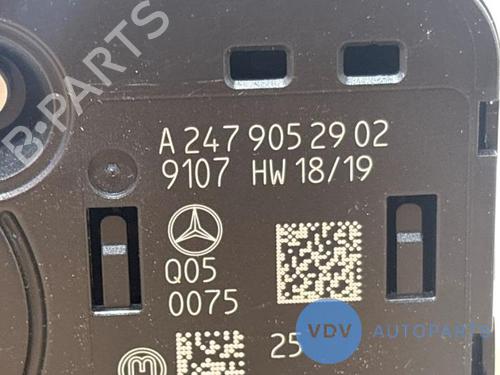 A 247 905 29 02
9107 HW 18/19
Q05
0075
25
B-PARTS
VDV AUTOPARTS